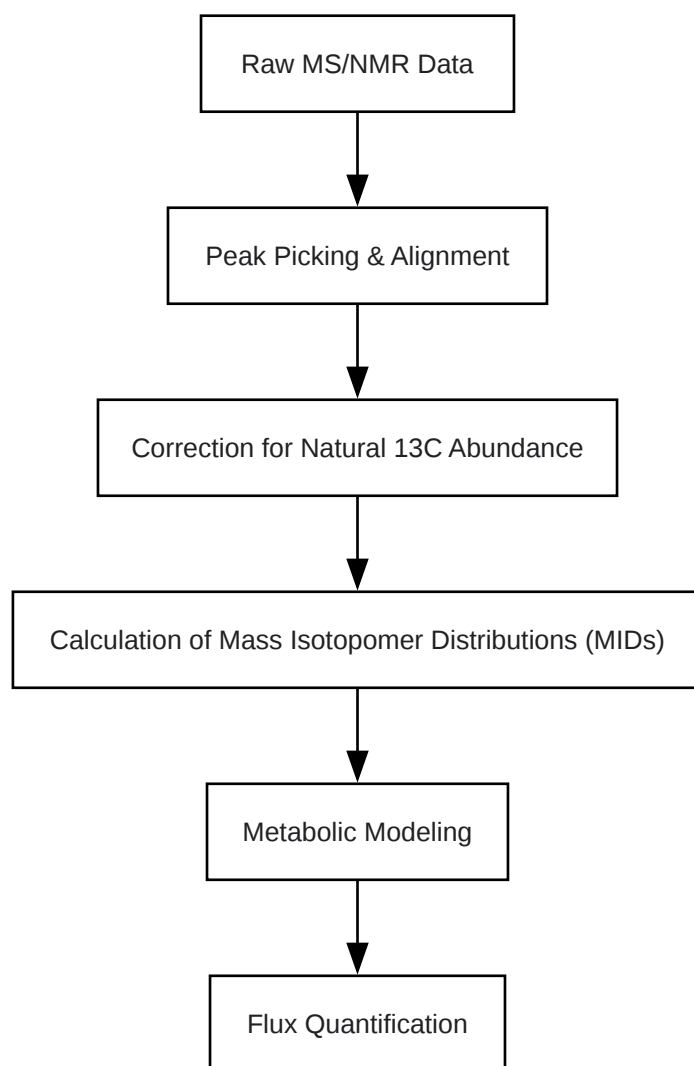 Raw MS/NMR Data
Peak Picking & Alignment
Correction for Natural 13C Abundance
Calculation of Mass Isotopomer Distributions (MIDs)
Metabolic Modeling
Flux Quantification